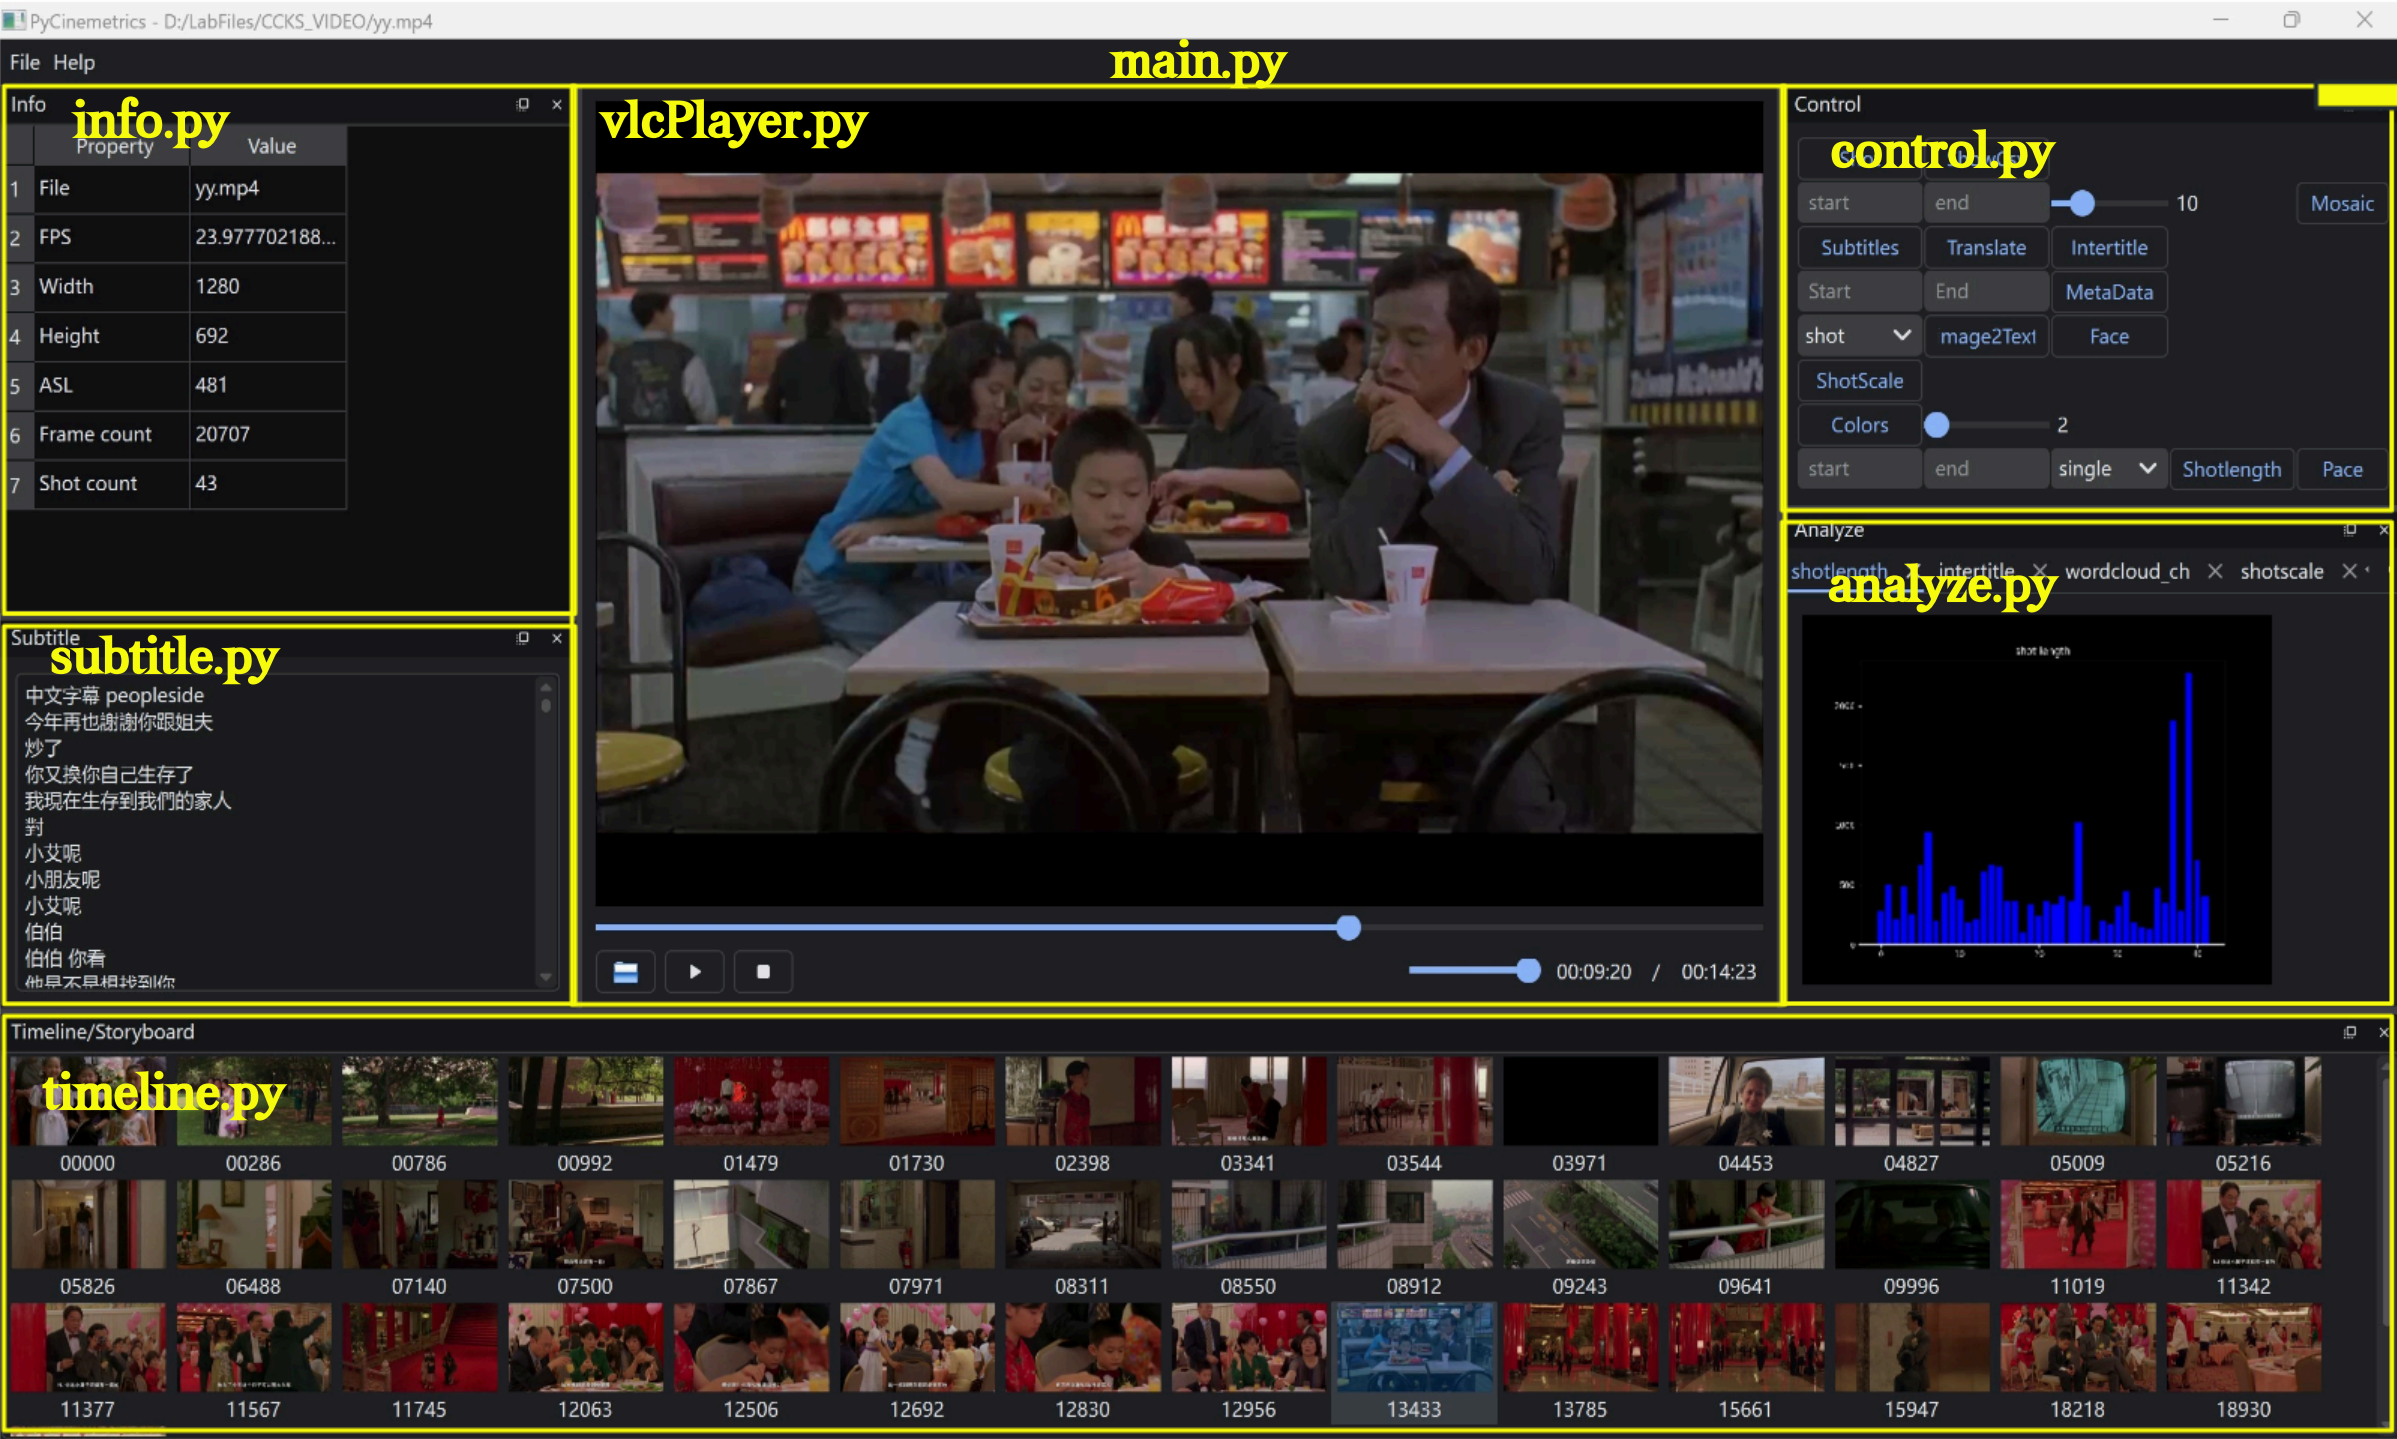 PyCinemetrics - D:/LabFiles/CCKS_VIDEO/yy.mp4
File Help
main.py
Info
info.py
Property Value
1 File yy.mp4
2 FPS 23.977702188...
3 Width 1280
4 Height 692
5 ASL 481
6 Frame count 20707
7 Shot count 43
Subtitle
subtitle.py
中文字幕 peopleside
今年再也謝謝你跟姐夫
炒了
你又換你自己生存了
我現在生存到我們的家人
對
小艾呢
小朋友呢
小艾呢
伯伯
伯伯 你看
他是不是想找到你
vlcPlayer.py
00:09:20 / 00:14:23
Control
control.py
start end 10 Mosaic
Subtitles Translate Intertitle
Start End MetaData
shot mage2Text Face
ShotScale
Colors 2
start end single Shotlength Pace
Analyze
shotlength intertitle wordcloud_ch shotscale
analyze.py
shot length
Timeline/Storyboard
timeline.py
00000 00286 00786 00992 01479 01730 02398 03341 03544 03971 04453 04827 05009 05216
05826 06488 07140 07500 07867 07971 08311 08550 08912 09243 09641 09996 11019 11342
11377 11567 11745 12063 12506 12692 12830 12956 13433 13785 15661 15947 18218 18930